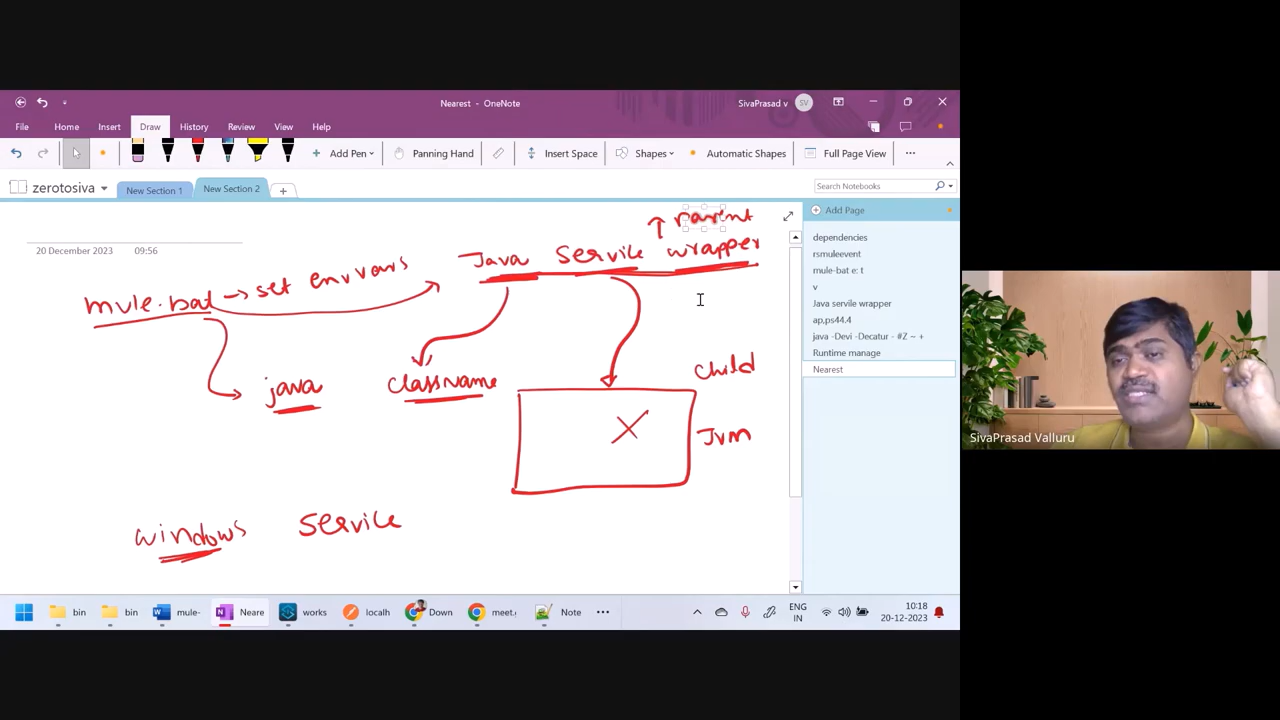 Nearest - OneNote
SivaPrasad v
SV
File Home Insert Draw History Review View Help
Add Pen
Panning Hand
Insert Space
Shapes
Automatic Shapes
Full Page View
zerotosiva
New Section 1
New Section 2
Search Notebooks
Add Page
20 December 2023 09:56
dependencies
rsmuleevent
mule-bat e: t
v
Java servile wrapper
ap,ps44.4
java -Devi -Decatur - #Z ~ +
Runtime manage
Nearest
parent
Java Service wrapper
mule.bat → set envvars
java
classname
child
X
Jvm
windows service
SivaPrasad Valluru
bin
bin
mule-
Neare
works
localh
Down
meet.
Note
ENG
IN
10:18
20-12-2023